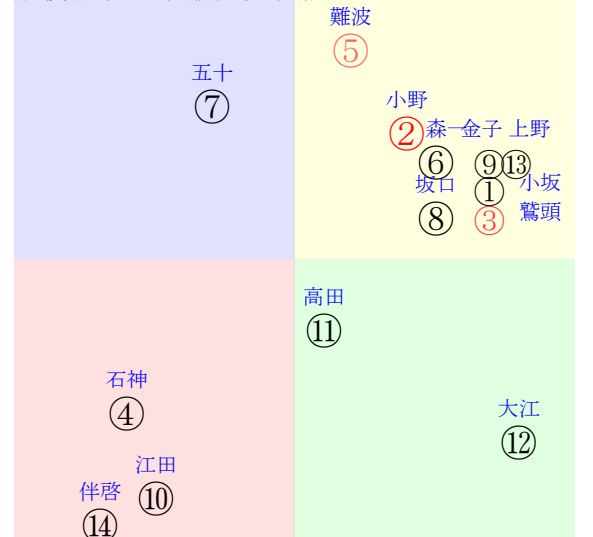 難波
⑤
五十
⑦
小野
②
森一
金子
上野
⑥
⑨
⑬
坂口
①
小坂
⑧
③
鷲頭
高田
⑪
石神
④
大江
⑫
江田
⑩
伴啓
⑭